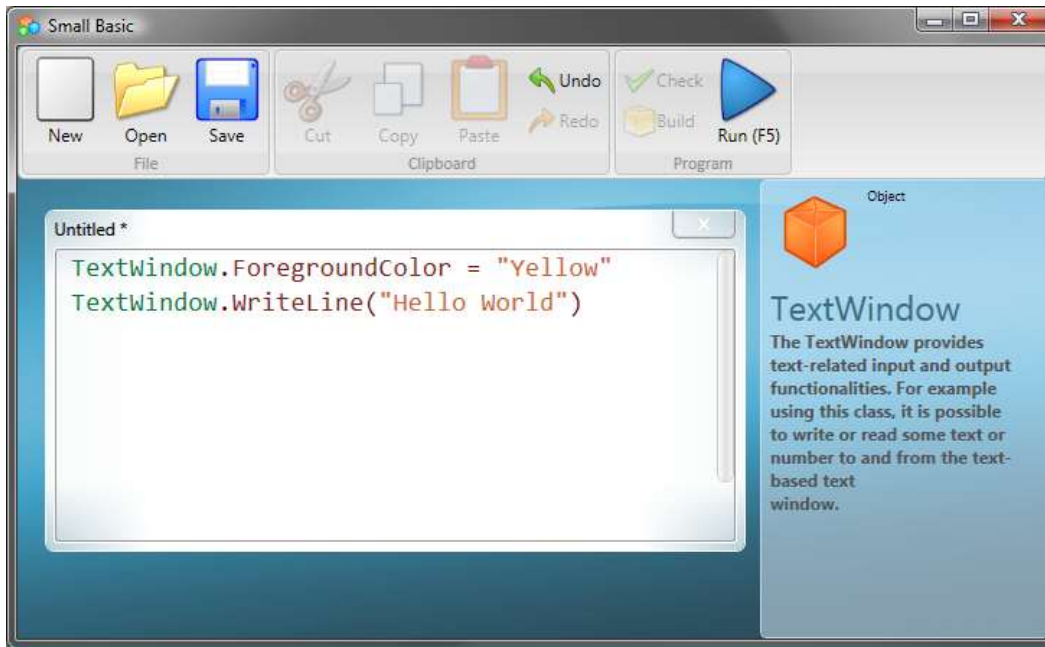 Small Basic
New Open Save
File
Cut Copy Paste
Undo
Redo
Clipboard
Check
Build
Run (F5)
Program
Untitled *
TextWindow.ForegroundColor = "Yellow"
TextWindow.WriteLine("Hello World")
Object
TextWindow
The TextWindow provides
text-related input and output
functionalities. For example
using this class, it is possible
to write or read some text or
number to and from the text-
based text
window.